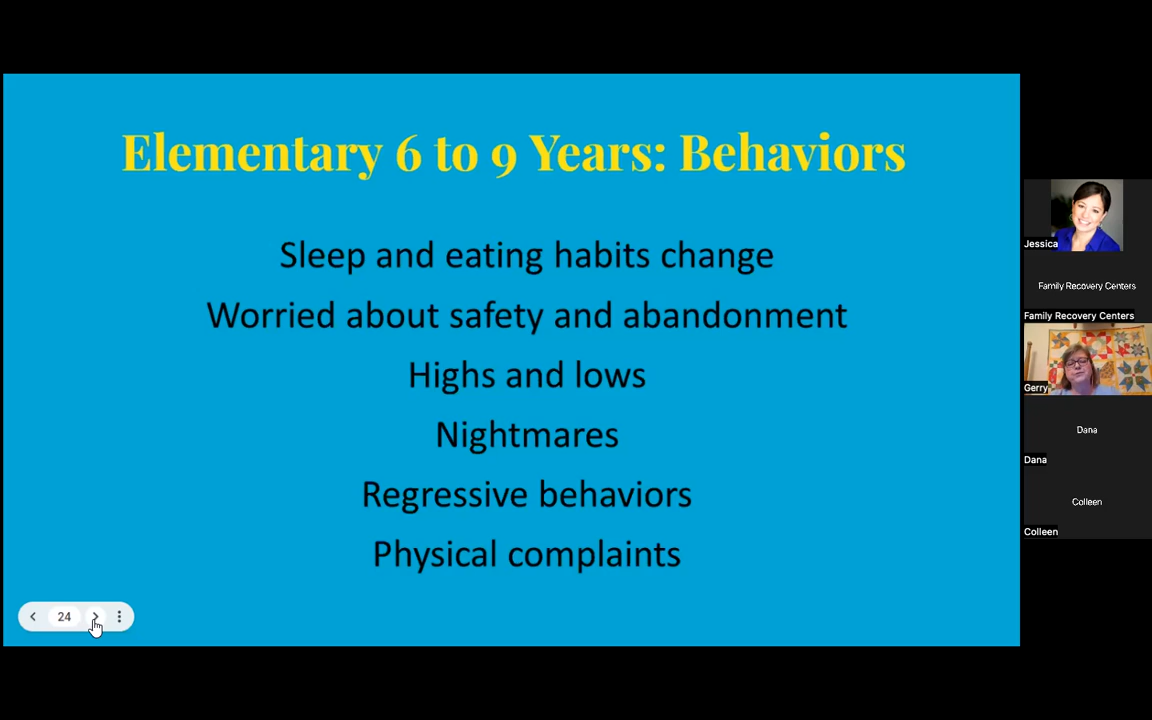 Elementary 6 to 9 Years: Behaviors
Sleep and eating habits change
Worried about safety and abandonment
Highs and lows
Nightmares
Regressive behaviors
Physical complaints
24
Jessica
Family Recovery Centers
Family Recovery Centers
Gerry
Dana
Dana
Colleen
Colleen